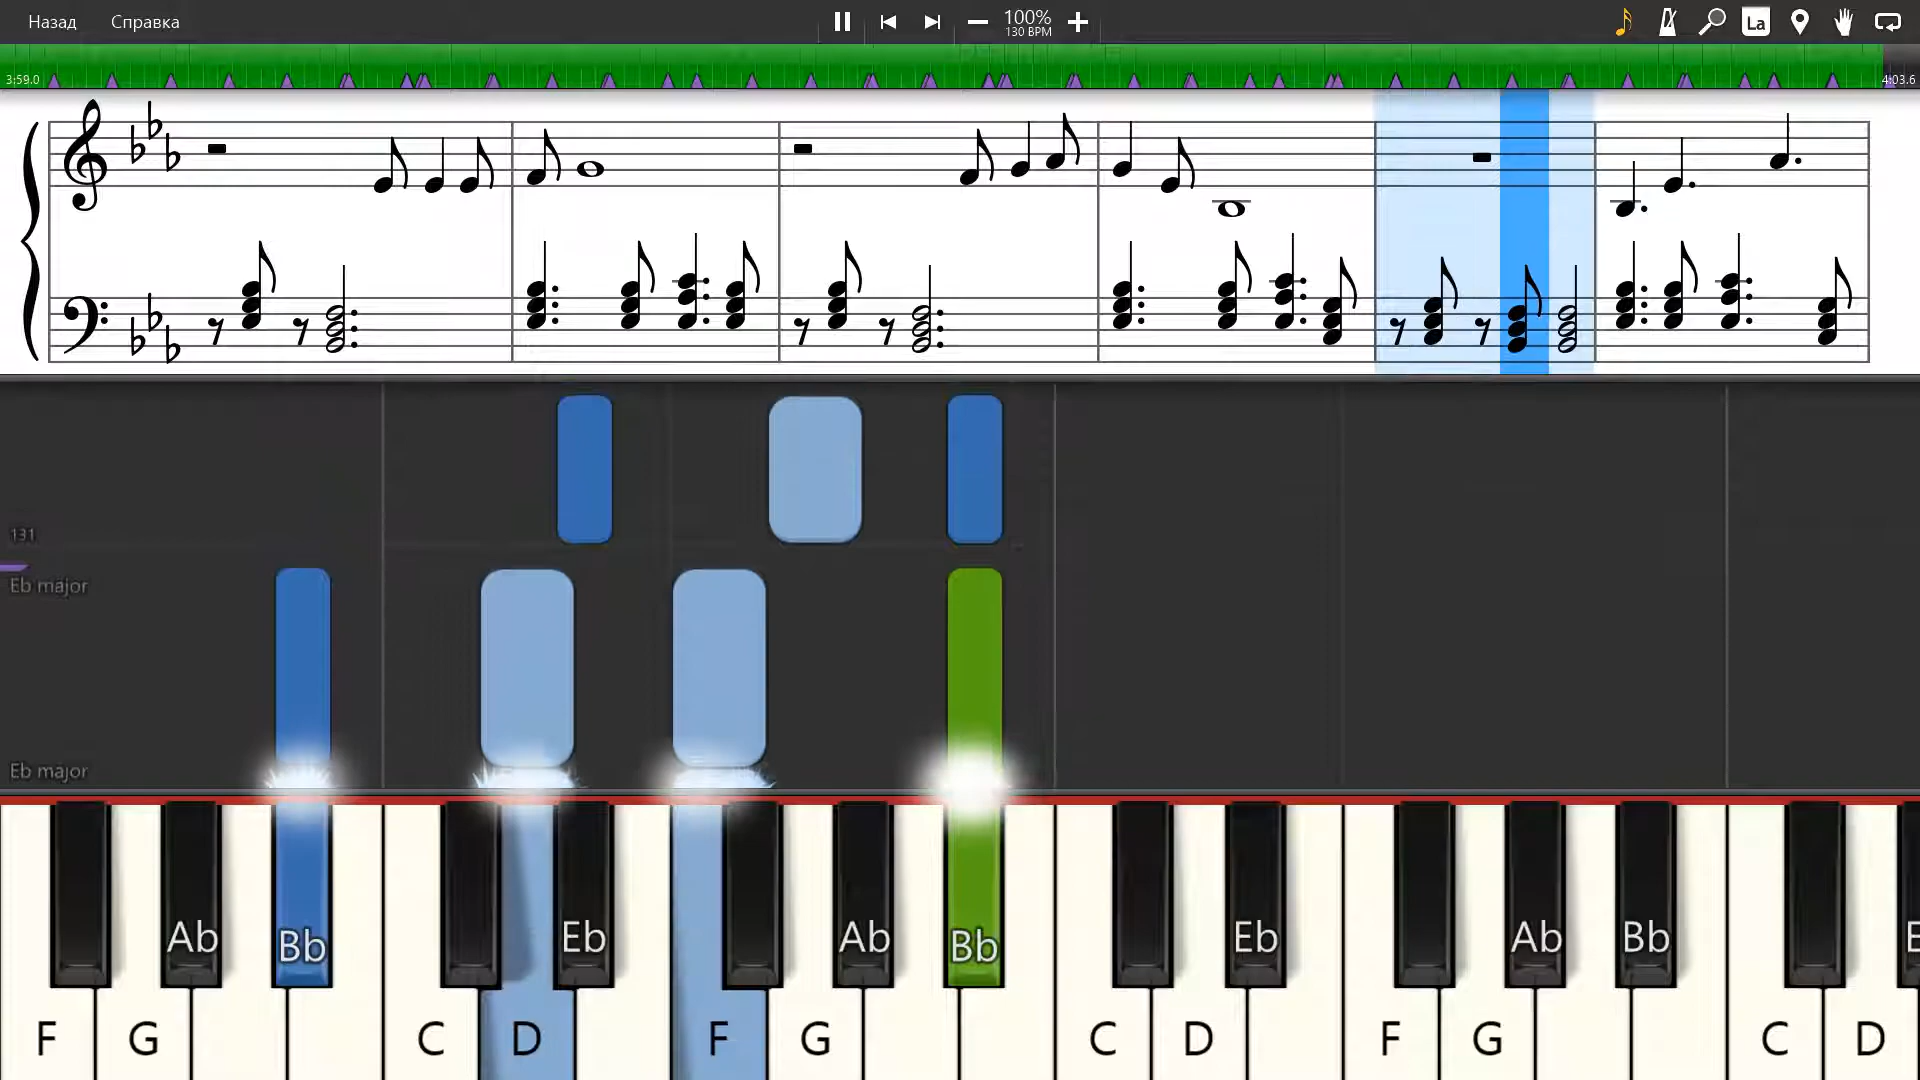 Назад Справка
100%
130 BPM
La
3:59.0 4:03.6
131
Eb major
Eb major
Ab Bb Eb Ab Bb Eb Ab Bb
F G C D F G C D F G C D